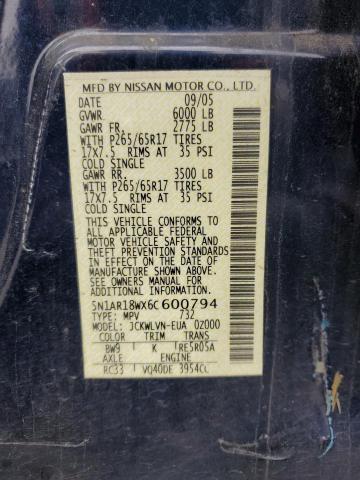 MFD BY NISSAN MOTOR CO., LTD.
DATE 09/05
GVWR. 6000 LB
GAWR FR. 2775 LB
WITH P265/65R17 TIRES
17X7.5 RIMS AT 35 PSI
COLD SINGLE
GAWR RR. 3500 LB
WITH P265/65R17 TIRES
17X7.5 RIMS AT 35 PSI
COLD SINGLE
THIS VEHICLE CONFORMS TO
ALL APPLICABLE FEDERAL
MOTOR VEHICLE SAFETY AND
THEFT PREVENTION STANDARDS
IN EFFECT ON THE DATE OF
MANUFACTURE SHOWN ABOVE.
SEE OWNERS MANUAL FOR
ADDITIONAL INFORMATION.
5N1AR18WX6C600794
TYPE: MPV 732
MODEL: JCKWLVN-EUA 0Z000
COLOR TRIM TRANS
BW9 K RE5R05A
AXLE ENGINE
RC33 VQ40DE 3954CC